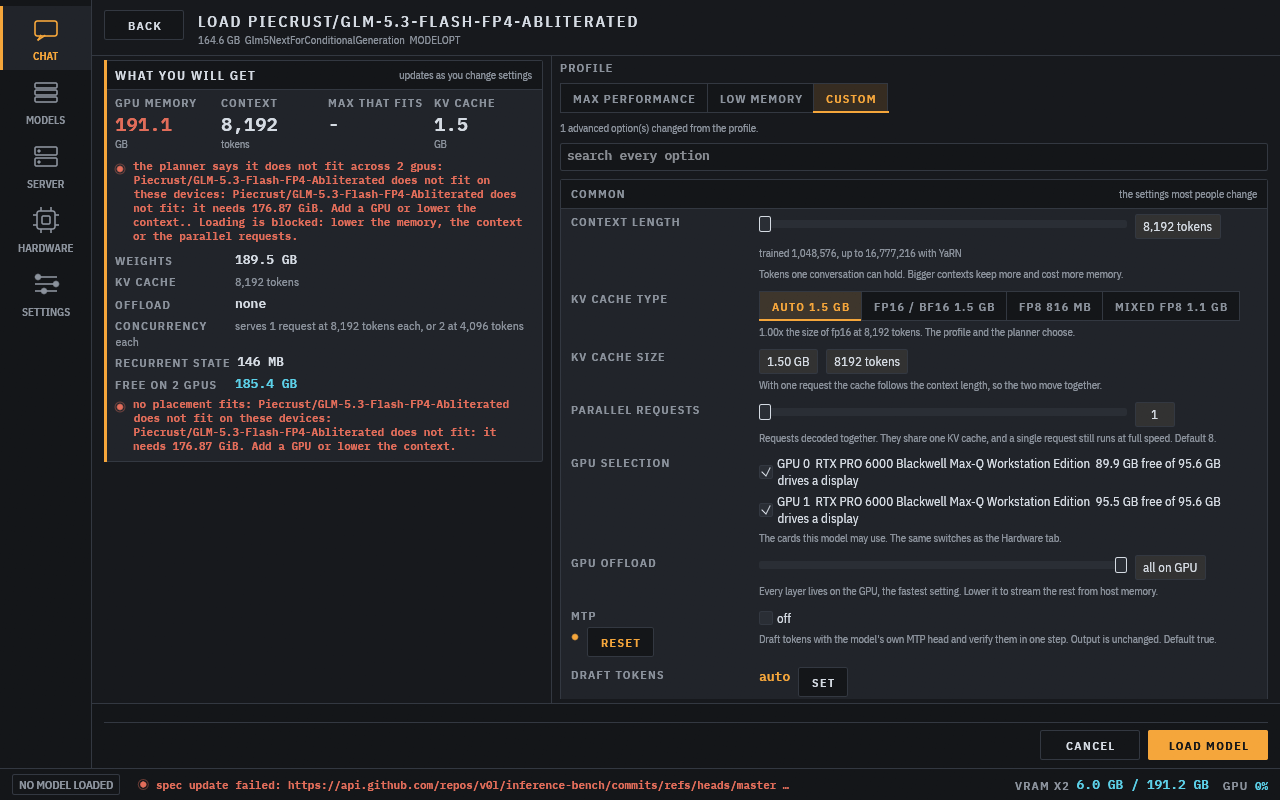 CHAT
MODELS
SERVER
HARDWARE
SETTINGS
BACK
LOAD PIECRUST/GLM-5.3-FLASH-FP4-ABLITERATED
164.6 GB Glm5NextForConditionalGeneration MODELOPT
WHAT YOU WILL GET
updates as you change settings
GPU MEMORY
191.1
GB
CONTEXT
8,192
tokens
MAX THAT FITS
-
KV CACHE
1.5
GB
the planner says it does not fit across 2 gpus:
Piecrust/GLM-5.3-Flash-FP4-Abliterated does not fit on
these devices: Piecrust/GLM-5.3-Flash-FP4-Abliterated does
not fit: it needs 176.87 GiB. Add a GPU or lower the
context.. Loading is blocked: lower the memory, the context
or the parallel requests.
WEIGHTS 189.5 GB
KV CACHE 8,192 tokens
OFFLOAD none
CONCURRENCY serves 1 request at 8,192 tokens each, or 2 at 4,096 tokens
each
RECURRENT STATE 146 MB
FREE ON 2 GPUS 185.4 GB
no placement fits: Piecrust/GLM-5.3-Flash-FP4-Abliterated
does not fit on these devices:
Piecrust/GLM-5.3-Flash-FP4-Abliterated does not fit: it
needs 176.87 GiB. Add a GPU or lower the context.
PROFILE
MAX PERFORMANCE LOW MEMORY CUSTOM
1 advanced option(s) changed from the profile.
search every option
COMMON
the settings most people change
CONTEXT LENGTH
8,192 tokens
trained 1,048,576, up to 16,777,216 with YaRN
Tokens one conversation can hold. Bigger contexts keep more and cost more memory.
KV CACHE TYPE
AUTO 1.5 GB FP16 / BF16 1.5 GB FP8 816 MB MIXED FP8 1.1 GB
1.00x the size of fp16 at 8,192 tokens. The profile and the planner choose.
KV CACHE SIZE
1.50 GB 8192 tokens
With one request the cache follows the context length, so the two move together.
PARALLEL REQUESTS
1
Requests decoded together. They share one KV cache, and a single request still runs at full speed. Default 8.
GPU SELECTION
GPU 0 RTX PRO 6000 Blackwell Max-Q Workstation Edition 89.9 GB free of 95.6 GB
drives a display
GPU 1 RTX PRO 6000 Blackwell Max-Q Workstation Edition 95.5 GB free of 95.6 GB
drives a display
The cards this model may use. The same switches as the Hardware tab.
GPU OFFLOAD
all on GPU
Every layer lives on the GPU, the fastest setting. Lower it to stream the rest from host memory.
MTP
RESET
off
Draft tokens with the model's own MTP head and verify them in one step. Output is unchanged. Default true.
DRAFT TOKENS
auto SET
CANCEL LOAD MODEL
NO MODEL LOADED
spec update failed: https://api.github.com/repos/v0l/inference-bench/commits/refs/heads/master …
VRAM X2 6.0 GB / 191.2 GB GPU 0%